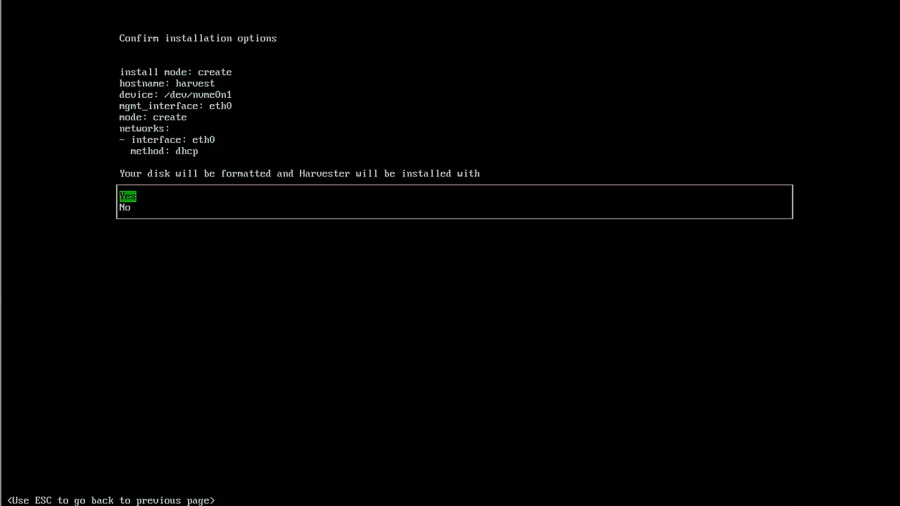 Confirm installation options
install mode: create
hostname: harvest
device: /dev/nvme0n1
mgmt_interface: eth0
mode: create
networks:
- interface: eth0
method: dhcp
Your disk will be formatted and Harvester will be installed with
Yes
No
<Use ESC to go back to previous page>